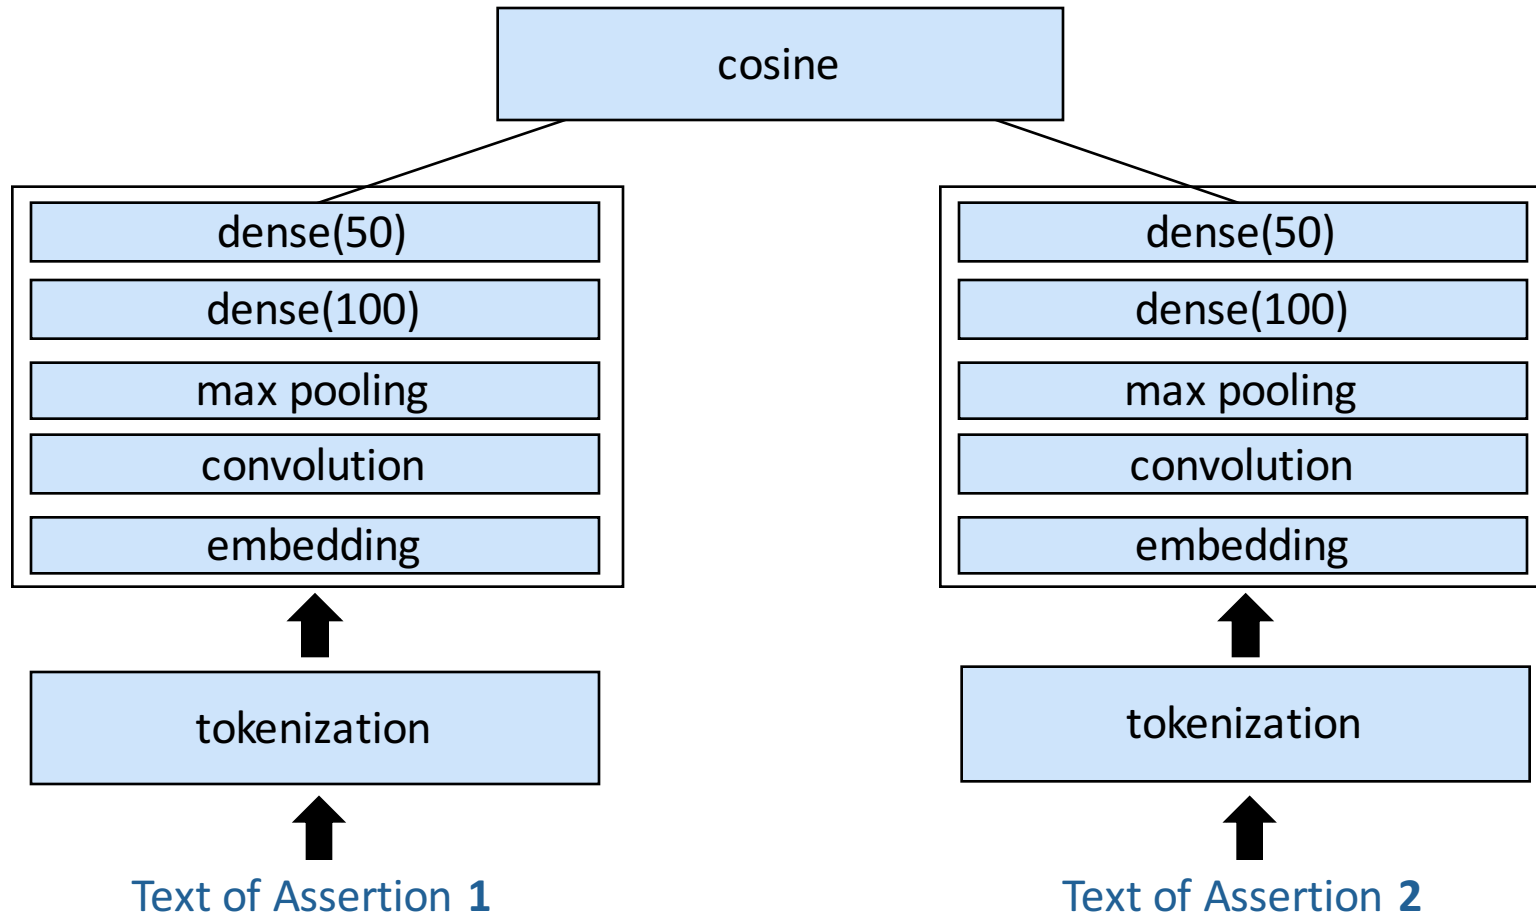 cosine
dense(50)
dense(100)
max pooling
convolution
embedding
tokenization
Text of Assertion 1
dense(50)
dense(100)
max pooling
convolution
embedding
tokenization
Text of Assertion 2